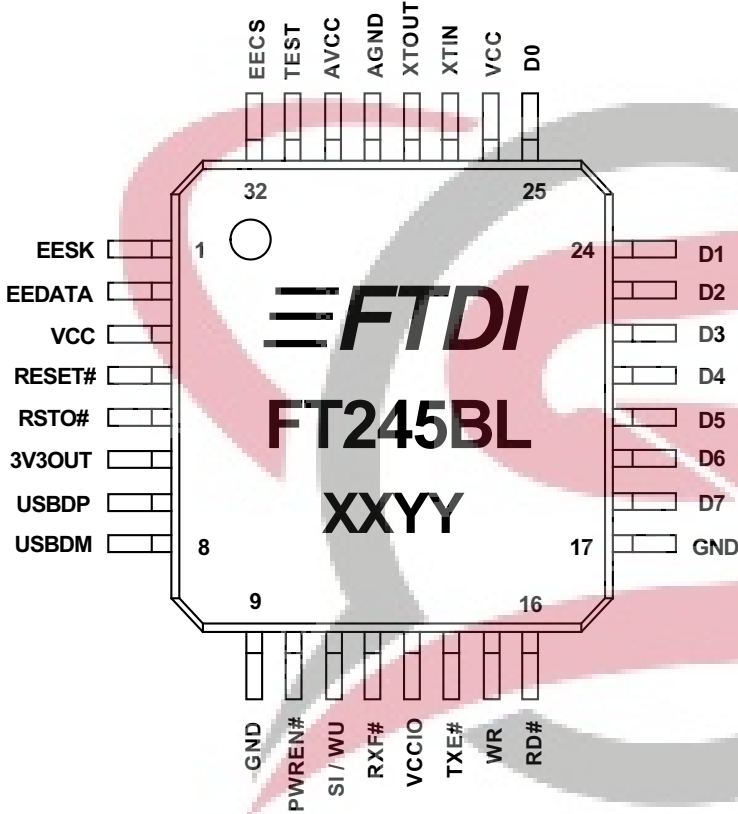 EECS
TEST
AVCC
AGND
XTOUT
XTIN
VCC
D0
32
25
EESK
1
24
D1
EEDATA
D2
VCC
D3
RESET#
D4
RSTO#
D5
3V3OUT
D6
USBDP
D7
USBDM
8
17
GND
FTDI
FT245BL
XXYY
9
16
GND
PWREN#
SI / WU
RXF#
VCCIO
TXE#
WR
RD#